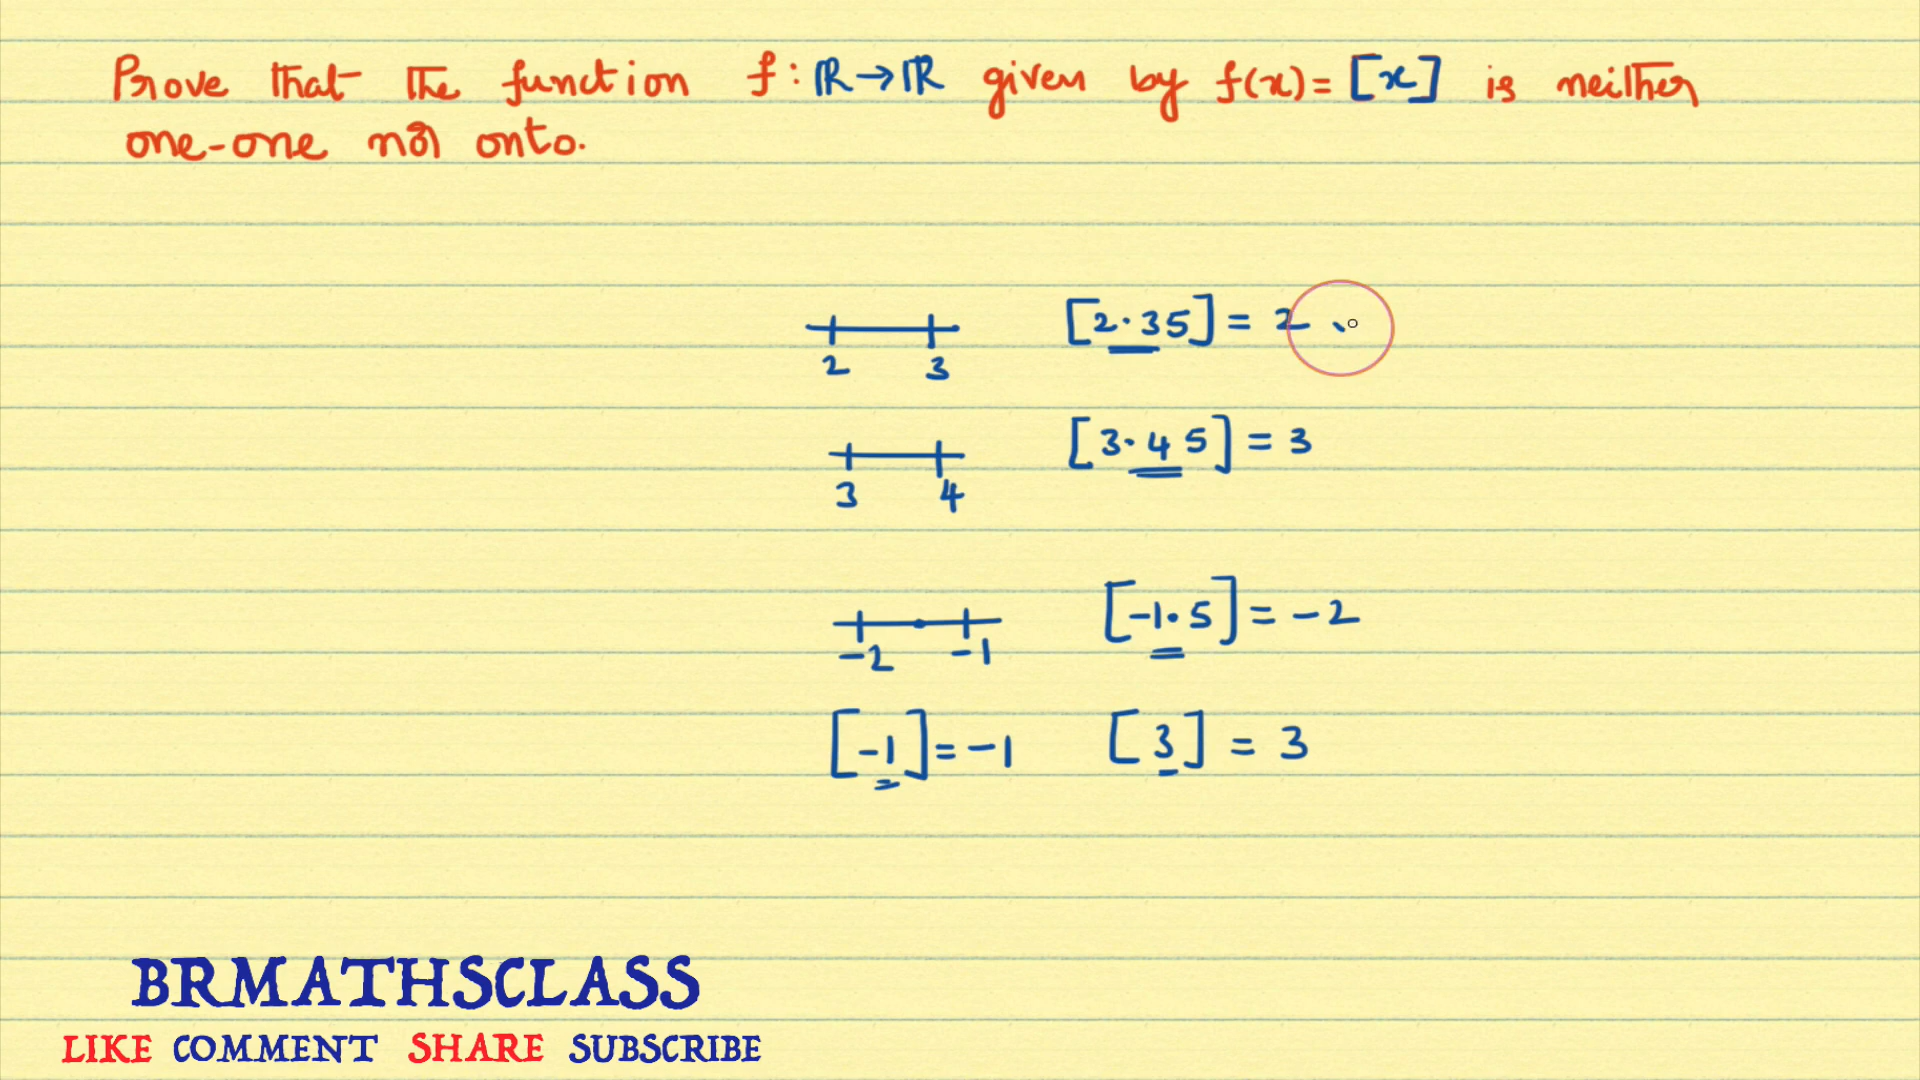 Prove that the function f: ℝ→ℝ given by f(x)= [x] is neither
one-one nor onto.
[2.35] = 2
2 3
[3.45] = 3
3 4
[-1.5] = -2
-2 -1
[-1] = -1 [3] = 3
BRMATHSCLASS
LIKE COMMENT SHARE SUBSCRIBE